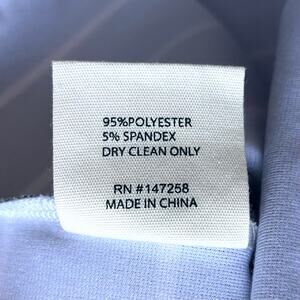 95%POLYESTER
5% SPANDEX
DRY CLEAN ONLY
RN #147258
MADE IN CHINA